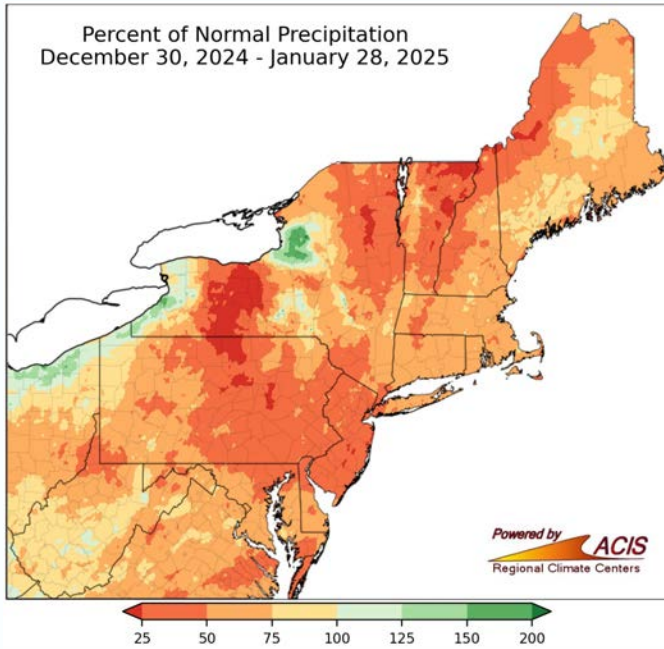 Percent of Normal Precipitation
December 30, 2024 - January 28, 2025
Powered by
ACIS
Regional Climate Centers
25 50 75 100 125 150 200